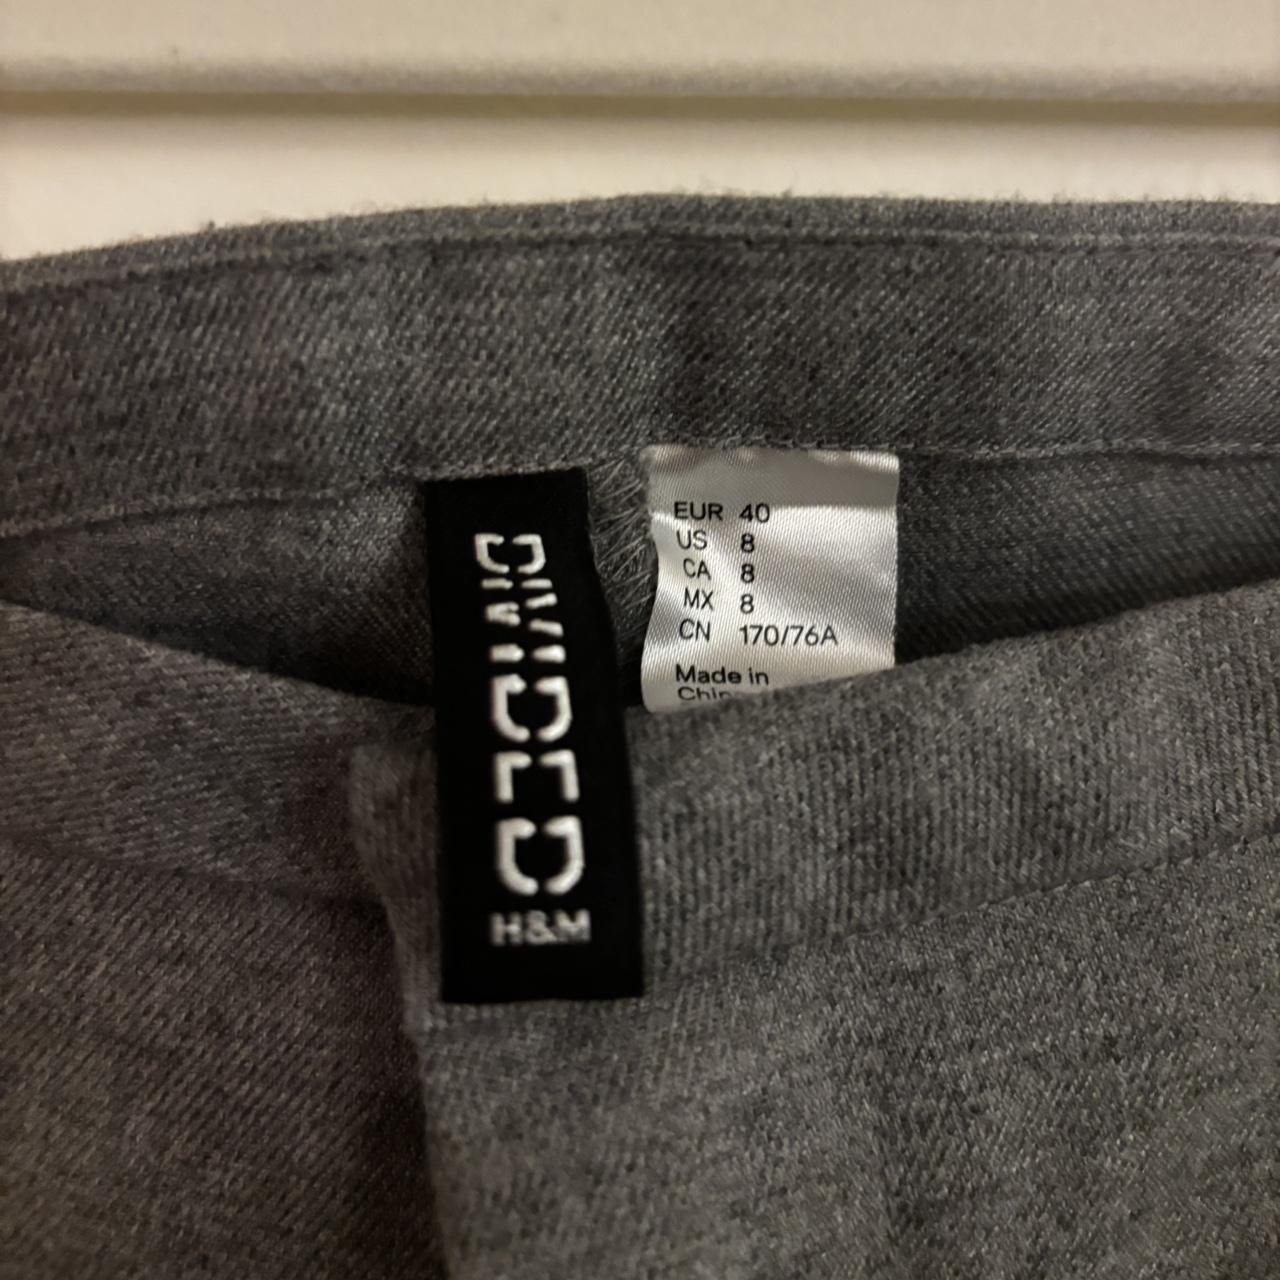 DIVIDED
H&M
EUR 40
US 8
CA 8
MX 8
CN 170/76A
Made in